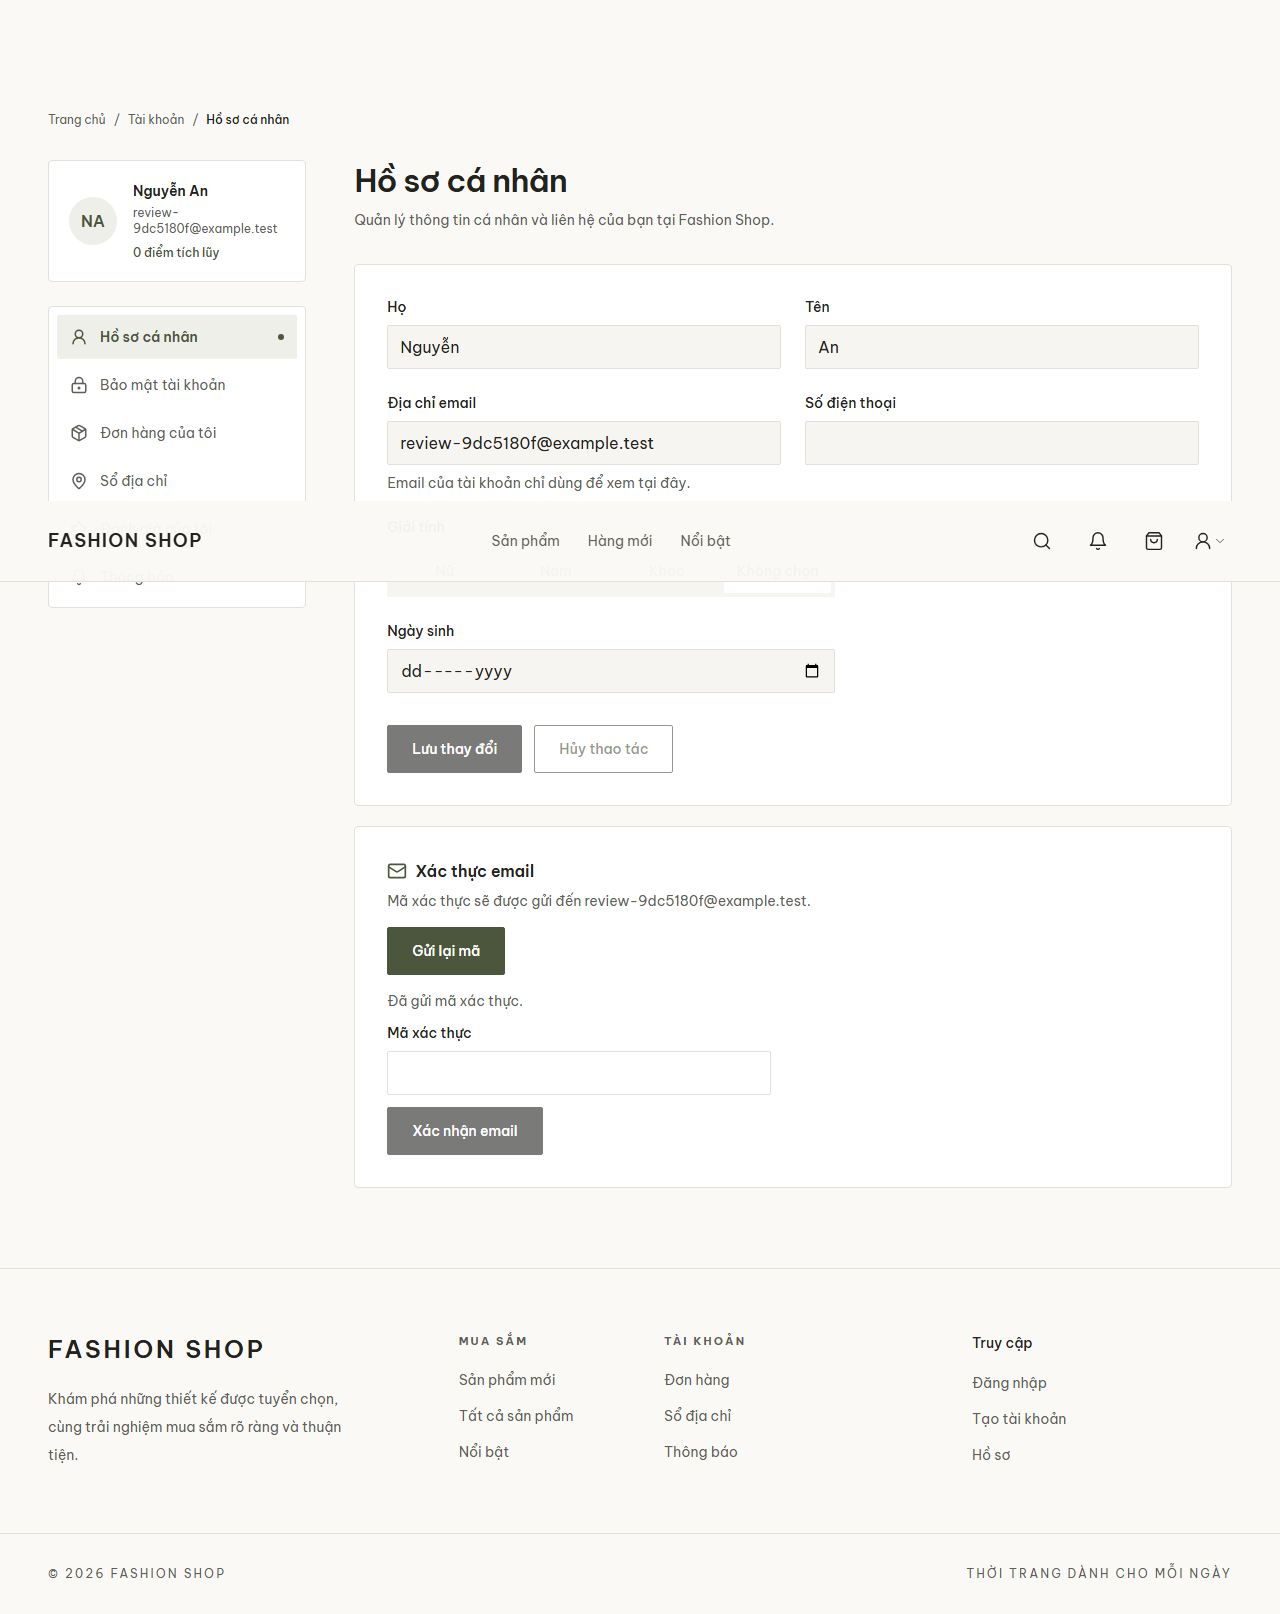 Trang chủ / Tài khoản / Hồ sơ cá nhân
Nguyễn An
review-
9dc5180f@example.test
0 điểm tích lũy
NA
Hồ sơ cá nhân
Bảo mật tài khoản
Đơn hàng của tôi
Sổ địa chỉ
Hồ sơ cá nhân
Quản lý thông tin cá nhân và liên hệ của bạn tại Fashion Shop.
Họ
Tên
Nguyễn
An
Địa chỉ email
Số điện thoại
review-9dc5180f@example.test
Email của tài khoản chỉ dùng để xem tại đây.
Giới tính
FASHION SHOP
Sản phẩm
Hàng mới
Nổi bật
Thông báo
Nữ
Nam
Khác
Không chọn
Ngày sinh
dd-----yyyy
Lưu thay đổi
Hủy thao tác
Xác thực email
Mã xác thực sẽ được gửi đến review-9dc5180f@example.test.
Gửi lại mã
Đã gửi mã xác thực.
Mã xác thực
Xác nhận email
FASHION SHOP
Khám phá những thiết kế được tuyển chọn,
cùng trải nghiệm mua sắm rõ ràng và thuận
tiện.
MUA SẮM
Sản phẩm mới
Tất cả sản phẩm
Nổi bật
TÀI KHOẢN
Đơn hàng
Sổ địa chỉ
Thông báo
Truy cập
Đăng nhập
Tạo tài khoản
Hồ sơ
© 2026 FASHION SHOP
THỜI TRANG DÀNH CHO MỖI NGÀY